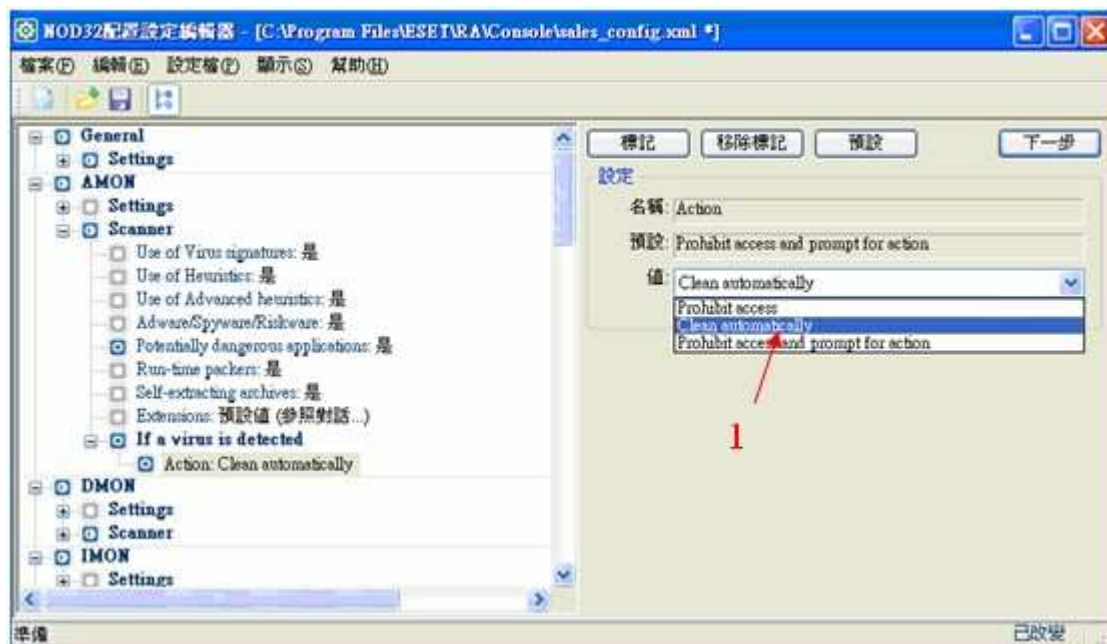 NOD32配置設定編輯器 - [C:\Program Files\ESET\RA\Console\sales_config.xml *]
檔案(F) 編輯(E) 設定檔(P) 顯示(S) 幫助(H)
General
Settings
AMON
Settings
Scanner
Use of Virus signatures: 是
Use of Heuristics: 是
Use of Advanced heuristics: 是
Adware/Spyware/Riskware: 是
Potentially dangerous applications: 是
Run-time packers: 是
Self-extracting archives: 是
Extensions: 預設值 (參照對話...)
If a virus is detected
Action: Clean automatically
DMON
Settings
Scanner
IMON
Settings
標記 移除標記 預設 下一步
設定
名稱: Action
預設: Prohibit access and prompt for action
值: Clean automatically
Prohibit access
Clean automatically
Prohibit access and prompt for action
1
準備 已改變